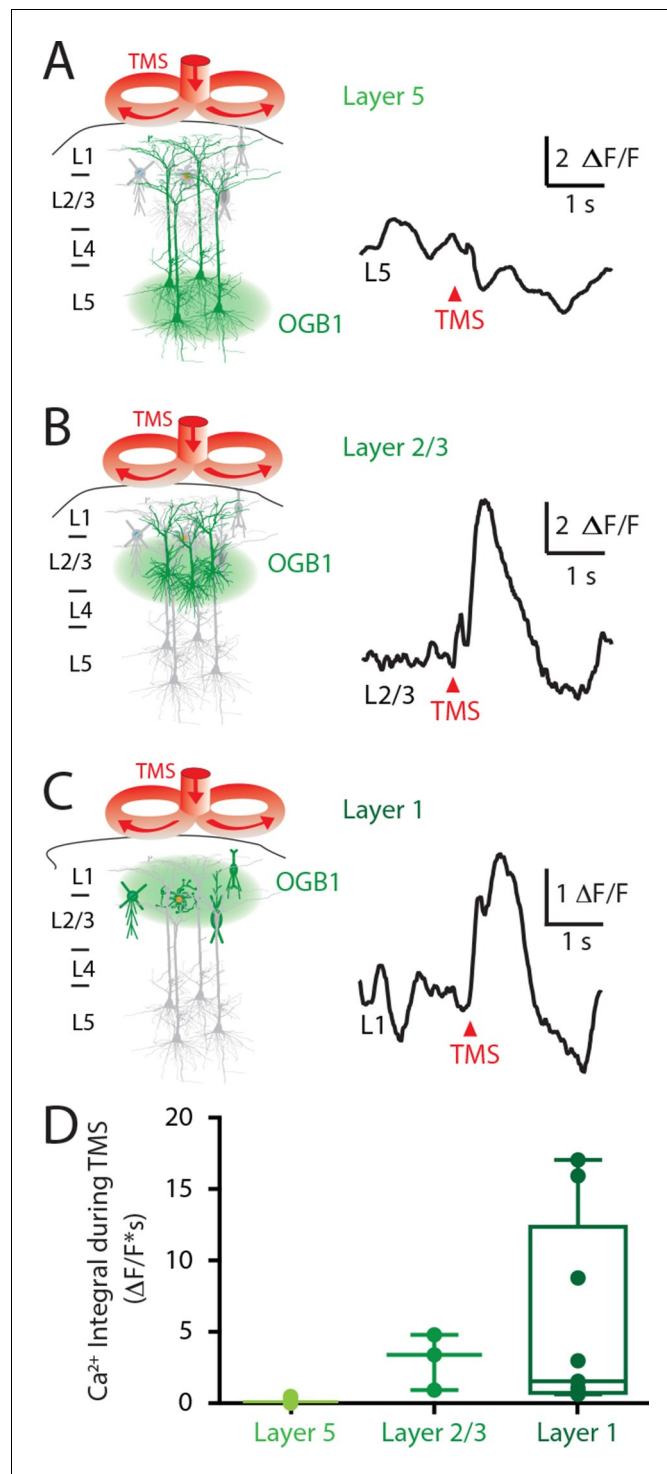 A
TMS
Layer 5
L1
L2/3
L4
L5
OGB1
2 ΔF/F
1 s
L5
TMS
B
TMS
Layer 2/3
L1
L2/3
L4
L5
OGB1
2 ΔF/F
1 s
L2/3
TMS
C
TMS
Layer 1
L1
L2/3
L4
L5
OGB1
1 ΔF/F
1 s
L1
TMS
D
Ca²⁺ Integral during TMS
(ΔF/F*s)
20
15
10
5
0
Layer 5
Layer 2/3
Layer 1